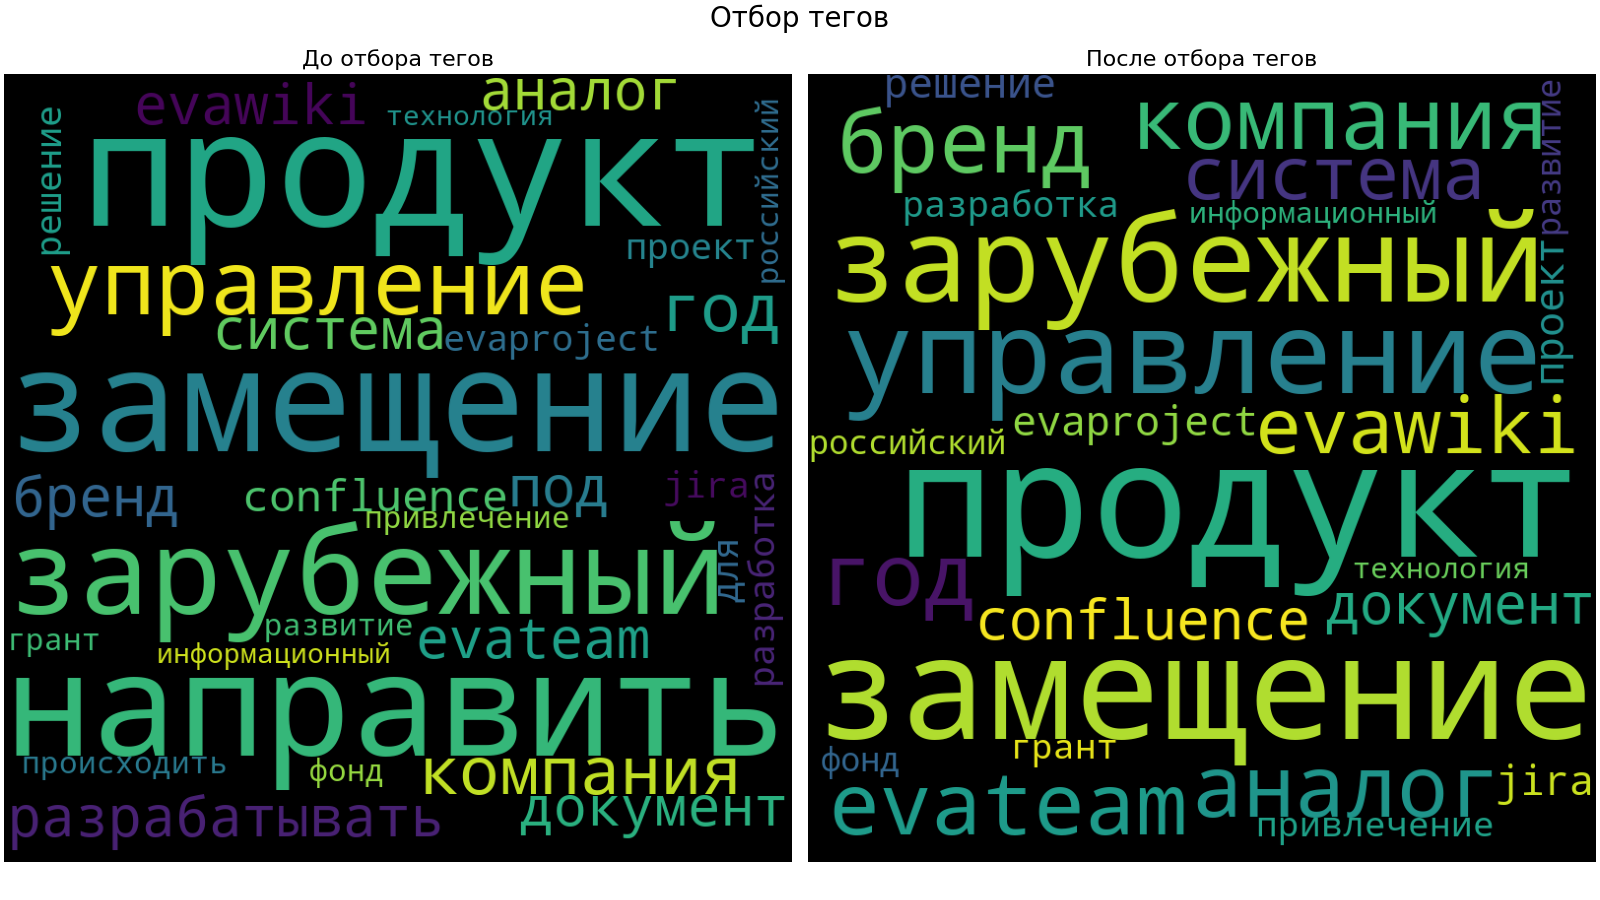 Отбор тегов
До отбора тегов
evawiki
аналог
технология
решение
продукт
российский
проект
управление
год
система
evaproject
замещение
бренд
confluence
под
jira
привлечение
зарубежный
для
разработка
развитие
грант
информационный
evateam
направить
происходить
фонд
компания
разрабатывать
документ
После отбора тегов
решение
бренд
компания
развитие
система
разработка
информационный
зарубежный
проект
управление
evaproject
evawiki
российский
продукт
год
технология
confluence
документ
замещение
грант
фонд
evateam
аналог
jira
привлечение